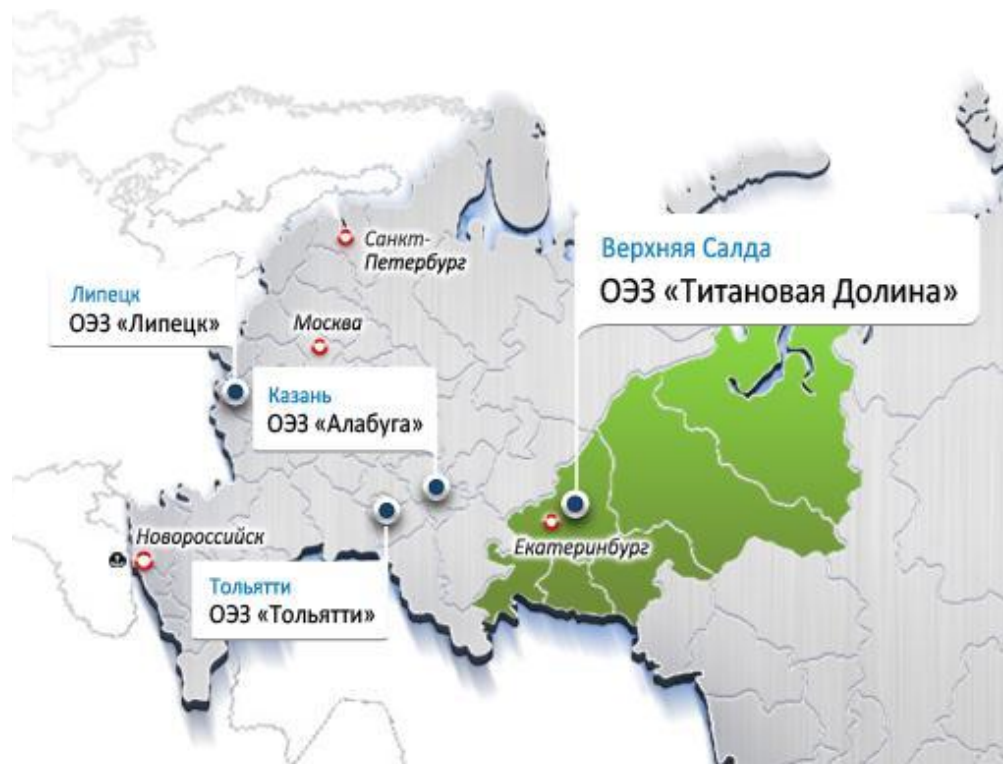 Санкт-
Петербург
Верхняя Салда
ОЭЗ «Титановая Долина»
Липецк
ОЭЗ «Липецк»
Москва
Казань
ОЭЗ «Алабуга»
Новороссийск
Екатеринбург
Тольятти
ОЭЗ «Тольятти»